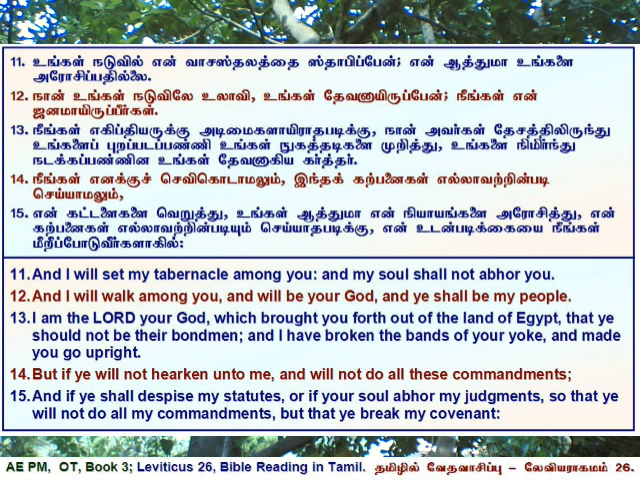 11. உங்கள் நடுவில் என் வாசஸ்தலத்தை ஸ்தாபிப்பேன்; என் ஆத்துமா உங்களை
அரோசிப்பதில்லை.
12. நான் உங்கள் நடுவிலே உலாவி, உங்கள் தேவனாயிருப்பேன்; நீங்கள் என்
ஜனமாயிருப்பீர்கள்.
13. நீங்கள் எகிப்தியருக்கு அடிமைகளாயிராதபடிக்கு, நான் அவர்கள் தேசத்திலிருந்து
உங்களைப் புறப்படப்பண்ணி உங்கள் நுகத்தடிகளை முறித்து, உங்களை நிமிர்ந்து
நடக்கப்பண்ணின உங்கள் தேவனாகிய கர்த்தர்.
14. நீங்கள் எனக்குச் செவிகொடாமலும், இந்தக் கற்பனைகள் எல்லாவற்றின்படி
செய்யாமலும்,
15. என் கட்டளைகளை வெறுத்து, உங்கள் ஆத்துமா என் நியாயங்களை அரோசித்து, என்
கற்பனைகள் எல்லாவற்றின்படியும் செய்யாதபடிக்கு, என் உடன்படிக்கையை நீங்கள்
மீறிப்போடுவீர்களாகில்:
11. And I will set my tabernacle among you: and my soul shall not abhor you.
12. And I will walk among you, and will be your God, and ye shall be my people.
13. I am the LORD your God, which brought you forth out of the land of Egypt, that ye
should not be their bondmen; and I have broken the bands of your yoke, and made
you go upright.
14. But if ye will not hearken unto me, and will not do all these commandments;
15. And if ye shall despise my statutes, or if your soul abhor my judgments, so that ye
will not do all my commandments, but that ye break my covenant:
AE PM, OT, Book 3; Leviticus 26, Bible Reading in Tamil. தமிழில் வேதவாசிப்பு – லேவியராகமம் 26.